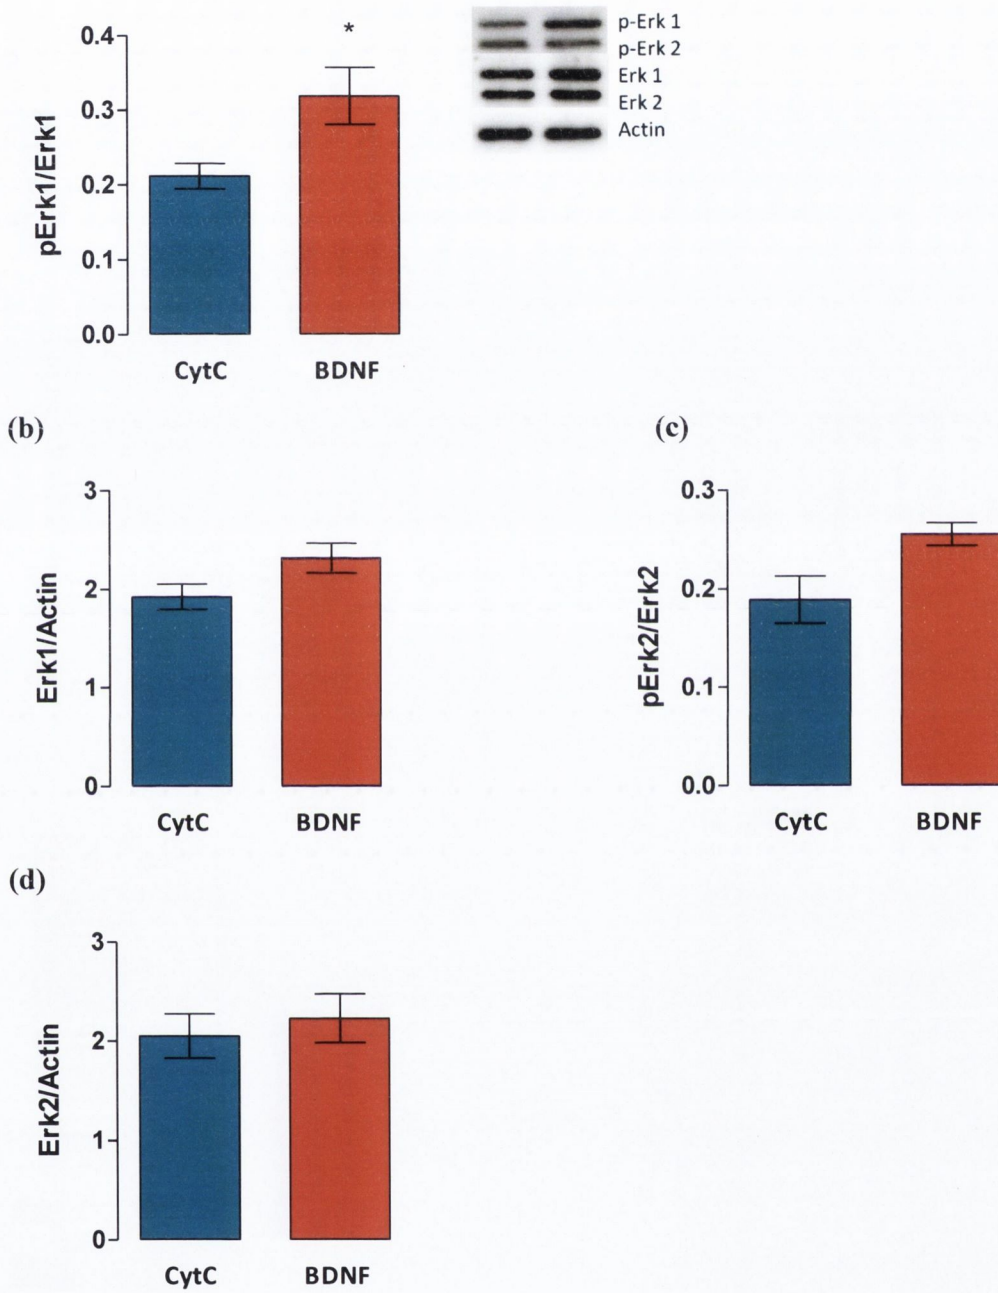 0.4
0.3
0.2
0.1
0.0
pErk1/Erk1
*
CytC
BDNF
p-Erk 1
p-Erk 2
Erk 1
Erk 2
Actin
(b)
3
2
1
0
Erk1/Actin
CytC
BDNF
(c)
0.3
0.2
0.1
0.0
pErk2/Erk2
CytC
BDNF
(d)
3
2
1
0
Erk2/Actin
CytC
BDNF